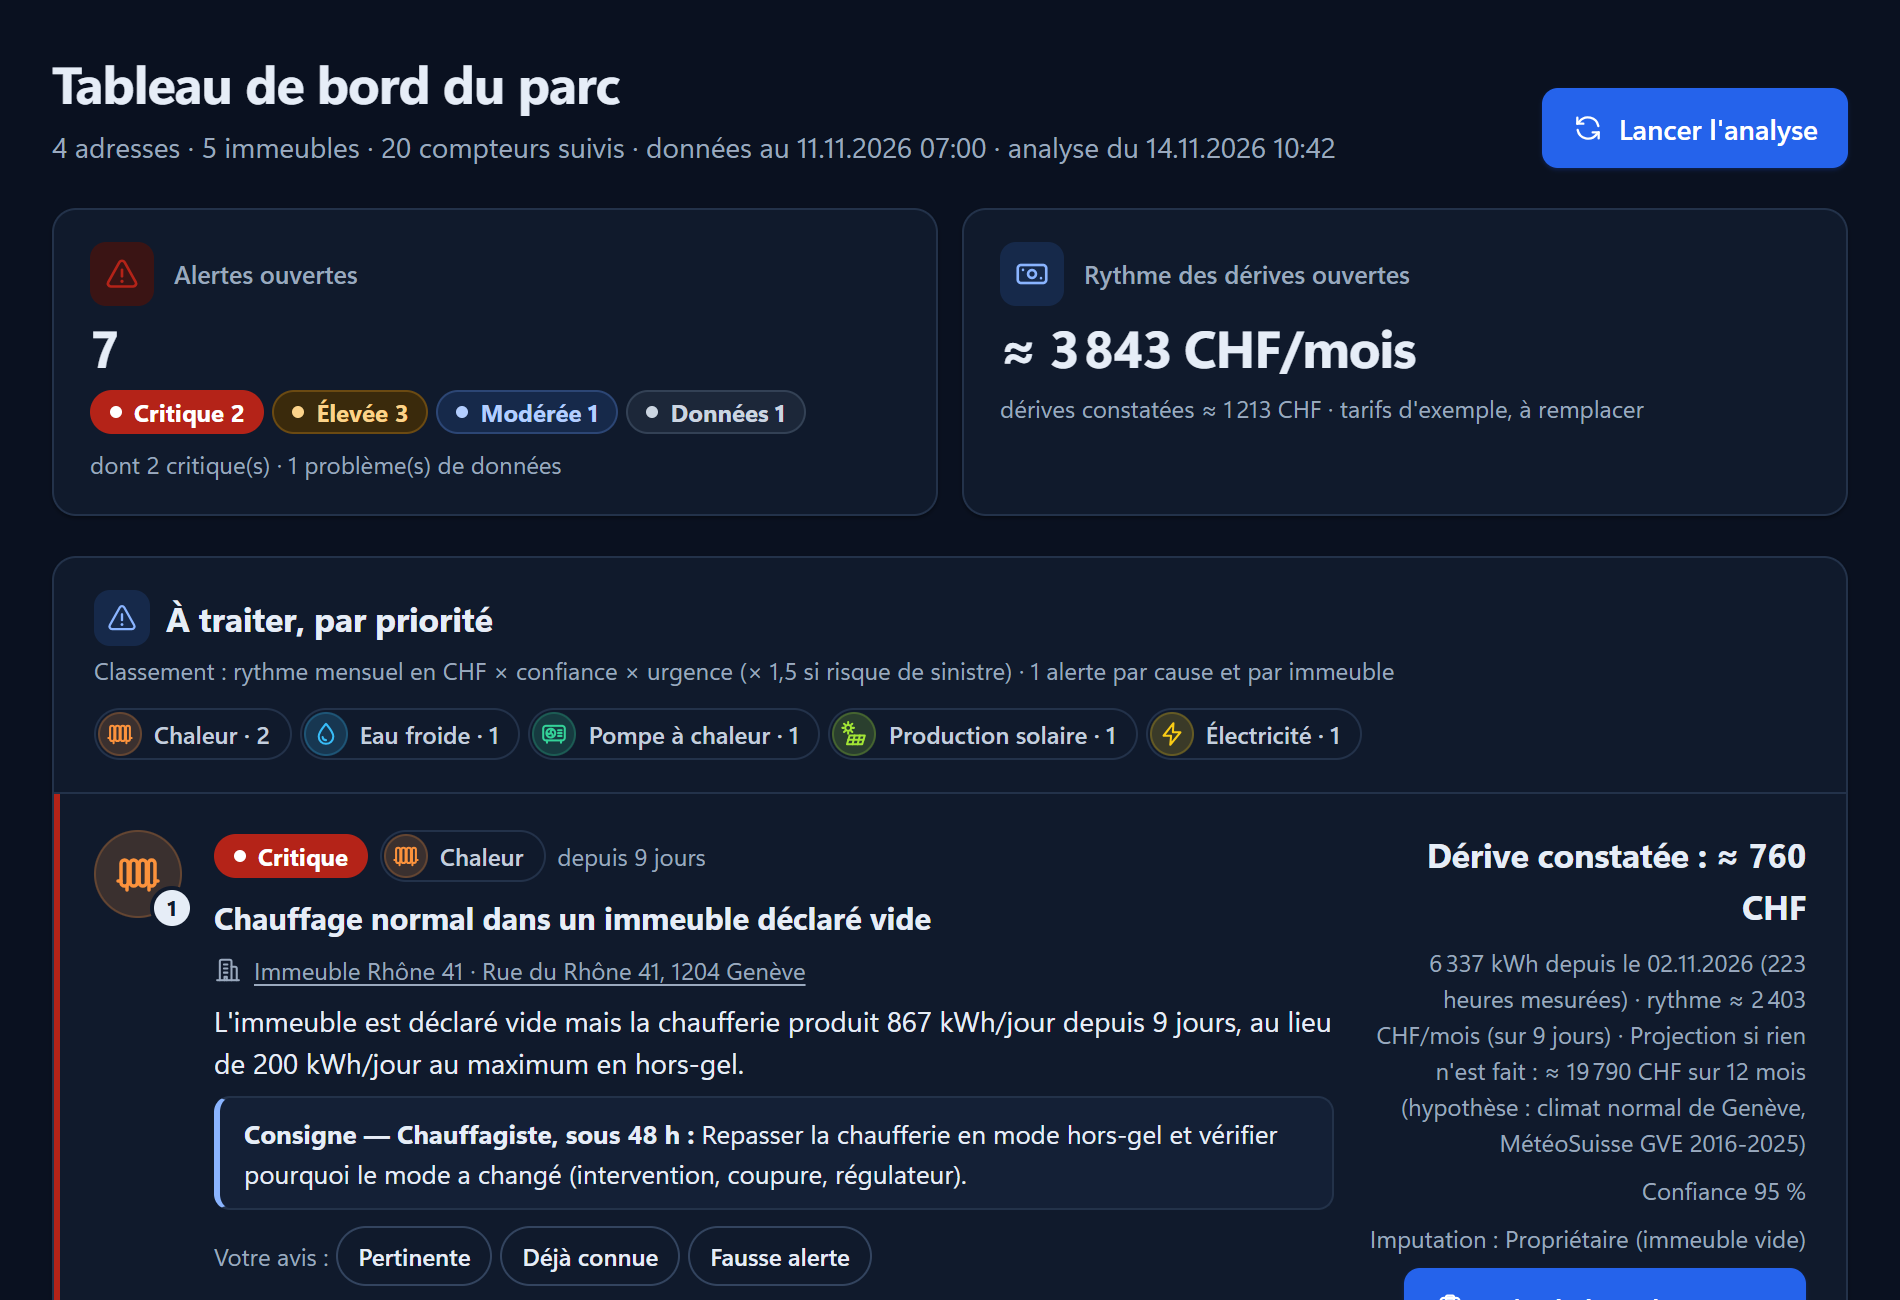 Tableau de bord du parc
4 adresses · 5 immeubles · 20 compteurs suivis · données au 11.11.2026 07:00 · analyse du 14.11.2026 10:42
Lancer l'analyse
Alertes ouvertes
7
Critique 2
Élevée 3
Modérée 1
Données 1
dont 2 critique(s) · 1 problème(s) de données
Rythme des dérives ouvertes
≈ 3 843 CHF/mois
dérives constatées ≈ 1 213 CHF · tarifs d'exemple, à remplacer
À traiter, par priorité
Classement : rythme mensuel en CHF × confiance × urgence (× 1,5 si risque de sinistre) · 1 alerte par cause et par immeuble
Chaleur · 2
Eau froide · 1
Pompe à chaleur · 1
Production solaire · 1
Électricité · 1
1
Critique
Chaleur
depuis 9 jours
Chauffage normal dans un immeuble déclaré vide
Immeuble Rhône 41 · Rue du Rhône 41, 1204 Genève
L'immeuble est déclaré vide mais la chaufferie produit 867 kWh/jour depuis 9 jours, au lieu
de 200 kWh/jour au maximum en hors-gel.
Consigne — Chauffagiste, sous 48 h : Repasser la chaufferie en mode hors-gel et vérifier
pourquoi le mode a changé (intervention, coupure, régulateur).
Votre avis :
Pertinente
Déjà connue
Fausse alerte
Dérive constatée : ≈ 760
CHF
6 337 kWh depuis le 02.11.2026 (223
heures mesurées) · rythme ≈ 2 403
CHF/mois (sur 9 jours) · Projection si rien
n'est fait : ≈ 19 790 CHF sur 12 mois
(hypothèse : climat normal de Genève,
MétéoSuisse GVE 2016-2025)
Confiance 95 %
Imputation : Propriétaire (immeuble vide)